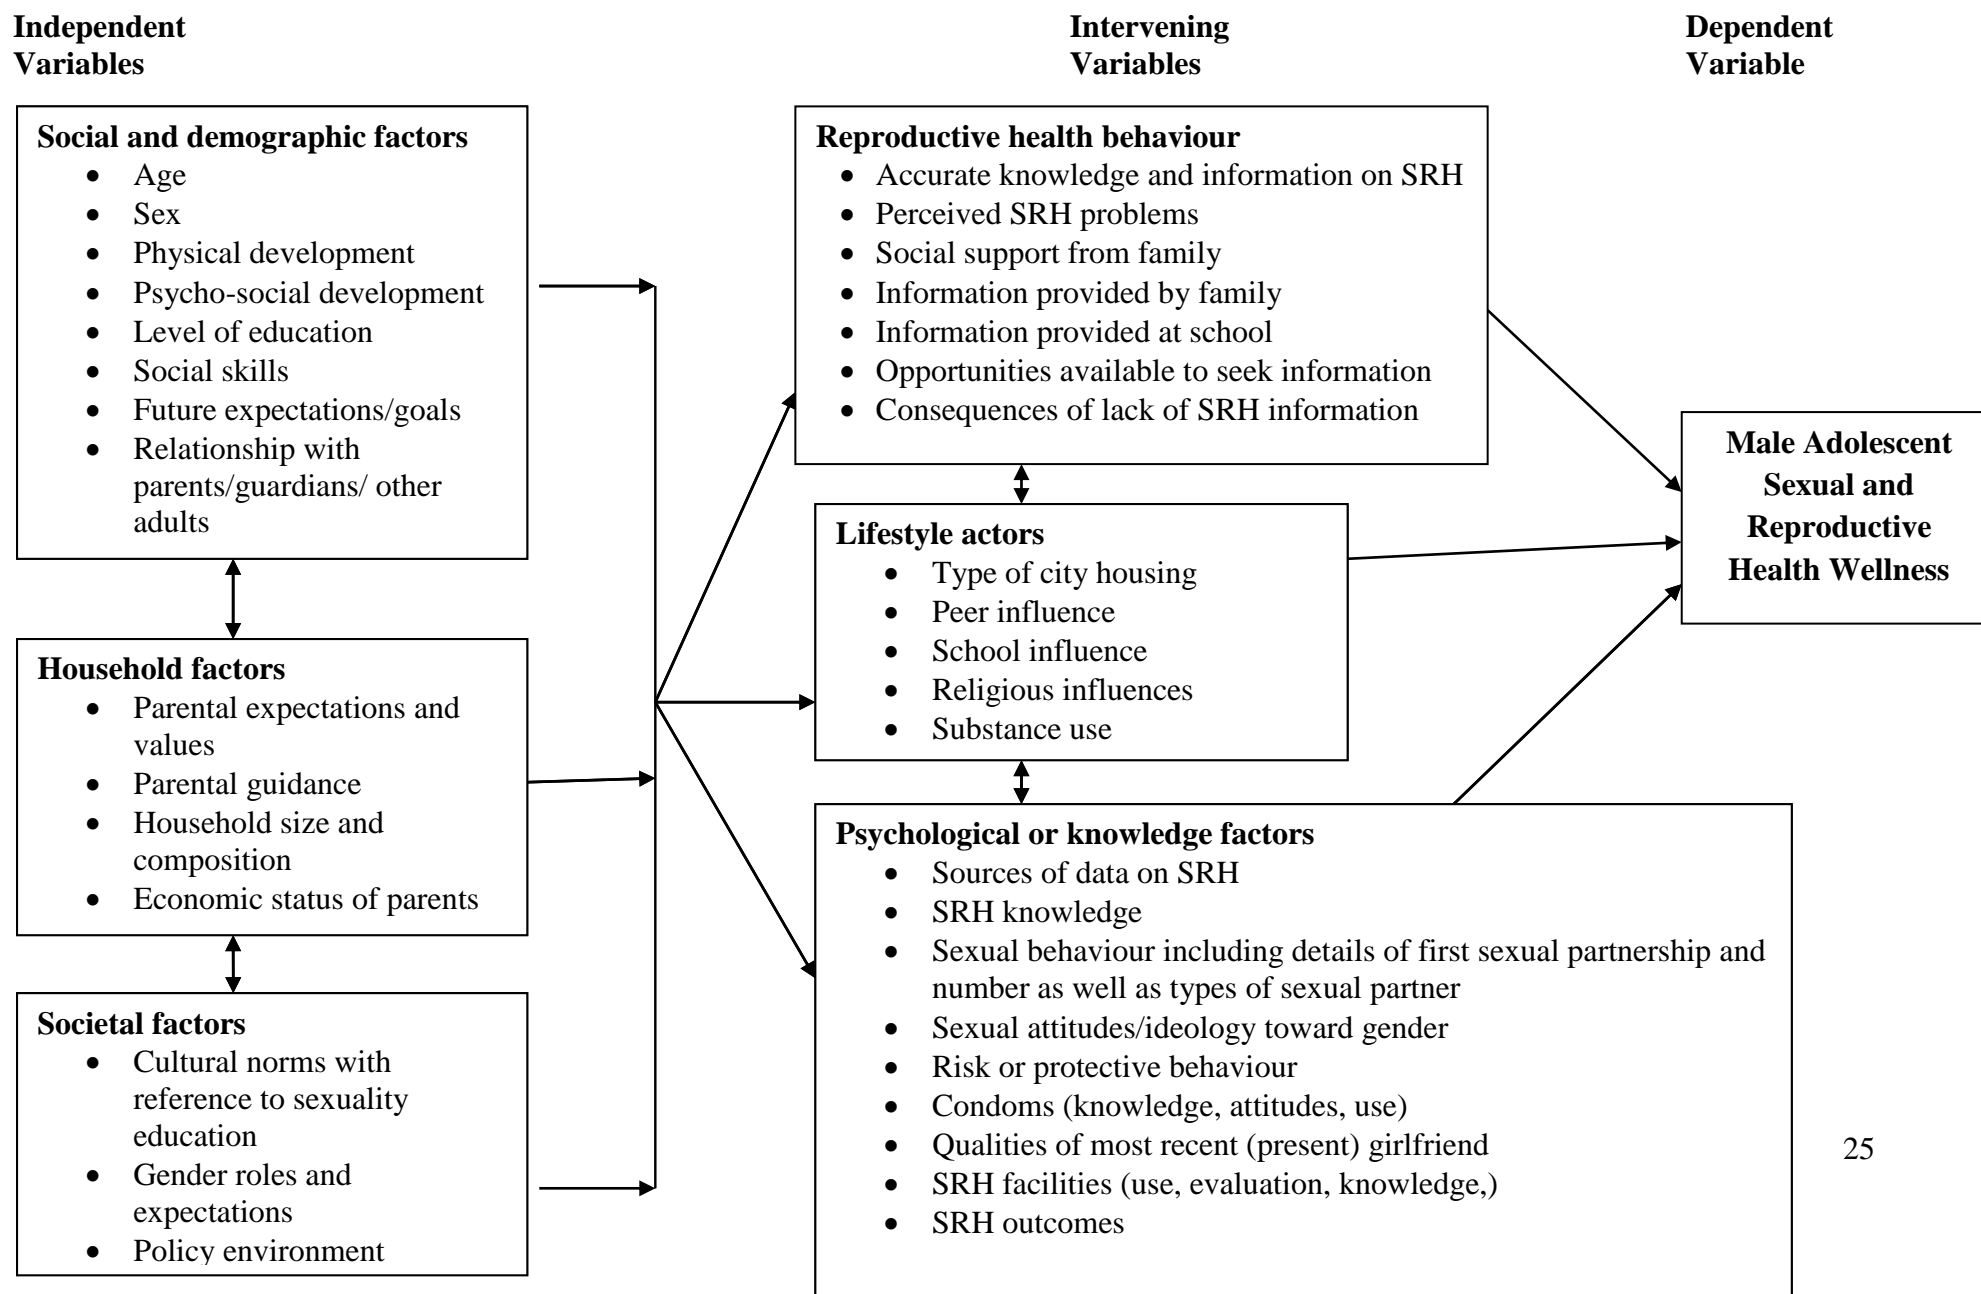 Independent
Variables
Intervening
Variables
Dependent
Variable
Social and demographic factors
• Age
• Sex
• Physical development
• Psycho-social development
• Level of education
• Social skills
• Future expectations/goals
• Relationship with
parents/guardians/ other
adults
Household factors
• Parental expectations and
values
• Parental guidance
• Household size and
composition
• Economic status of parents
Societal factors
• Cultural norms with
reference to sexuality
education
• Gender roles and
expectations
• Policy environment
Reproductive health behaviour
• Accurate knowledge and information on SRH
• Perceived SRH problems
• Social support from family
• Information provided by family
• Information provided at school
• Opportunities available to seek information
• Consequences of lack of SRH information
Lifestyle actors
• Type of city housing
• Peer influence
• School influence
• Religious influences
• Substance use
Psychological or knowledge factors
• Sources of data on SRH
• SRH knowledge
• Sexual behaviour including details of first sexual partnership and
number as well as types of sexual partner
• Sexual attitudes/ideology toward gender
• Risk or protective behaviour
• Condoms (knowledge, attitudes, use)
• Qualities of most recent (present) girlfriend
• SRH facilities (use, evaluation, knowledge,)
• SRH outcomes
Male Adolescent
Sexual and
Reproductive
Health Wellness
25